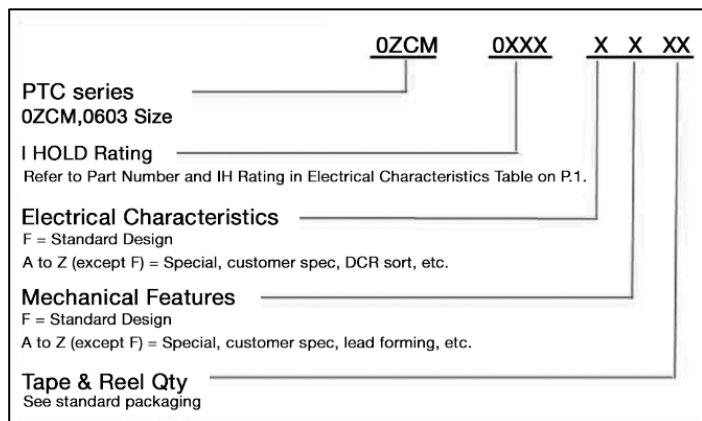 0ZCM 0XXX X X XX
PTC series
0ZCM,0603 Size
I HOLD Rating
Refer to Part Number and IH Rating in Electrical Characteristics Table on P.1.
Electrical Characteristics
F = Standard Design
A to Z (except F) = Special, customer spec, DCR sort, etc.
Mechanical Features
F = Standard Design
A to Z (except F) = Special, customer spec, lead forming, etc.
Tape & Reel Qty
See standard packaging